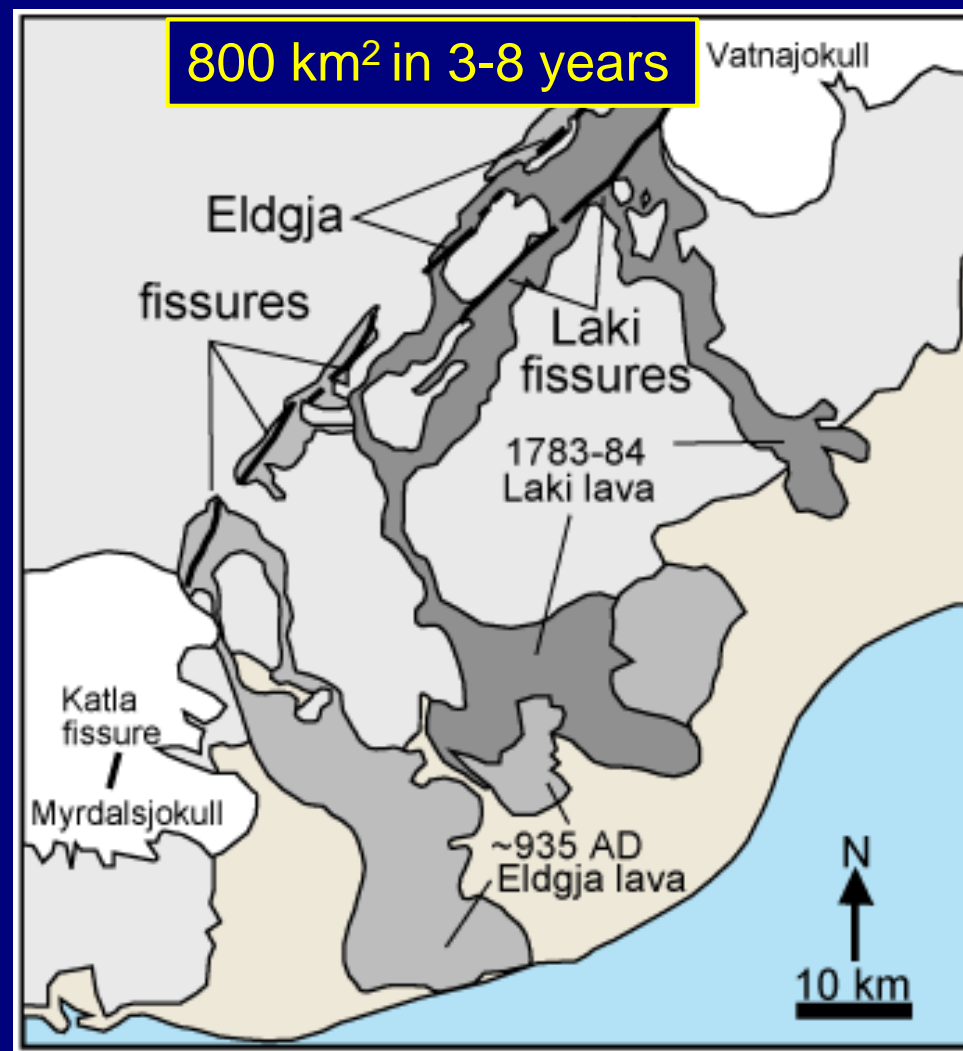 800 km² in 3-8 years
Vatnajokull
Eldgja
fissures
Laki
fissures
1783-84
Laki lava
Katla
fissure
Myrdalsjokull
~935 AD
Eldgja lava
N
10 km